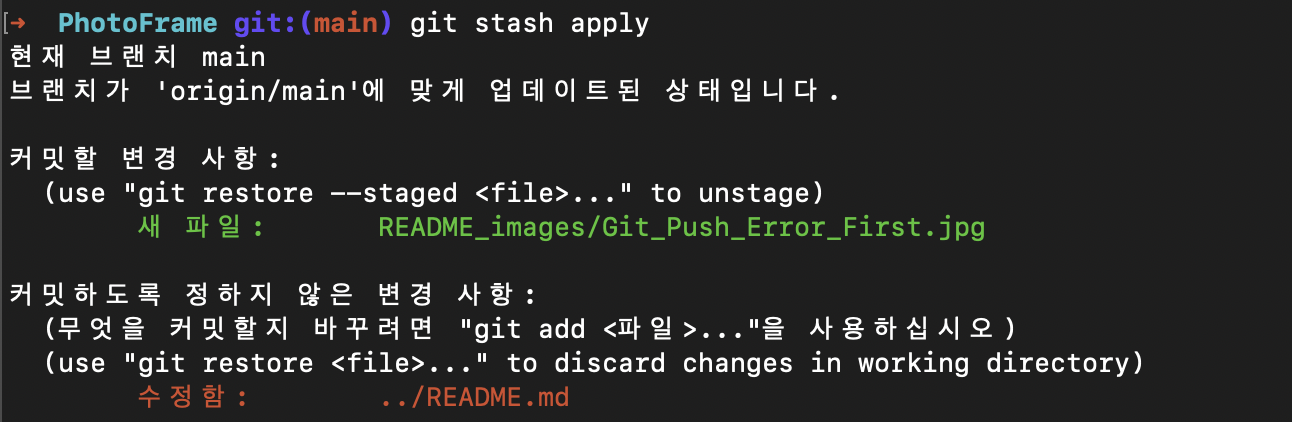 [➜  PhotoFrame git:(main) git stash apply
현재 브랜치 main
브랜치가 'origin/main'에 맞게 업데이트된 상태입니다.

커밋할 변경 사항:
  (use "git restore --staged <file>..." to unstage)
        새 파일:       README_images/Git_Push_Error_First.jpg

커밋하도록 정하지 않은 변경 사항:
  (무엇을 커밋할지 바꾸려면 "git add <파일>..."을 사용하십시오)
  (use "git restore <file>..." to discard changes in working directory)
        수정함:        ../README.md